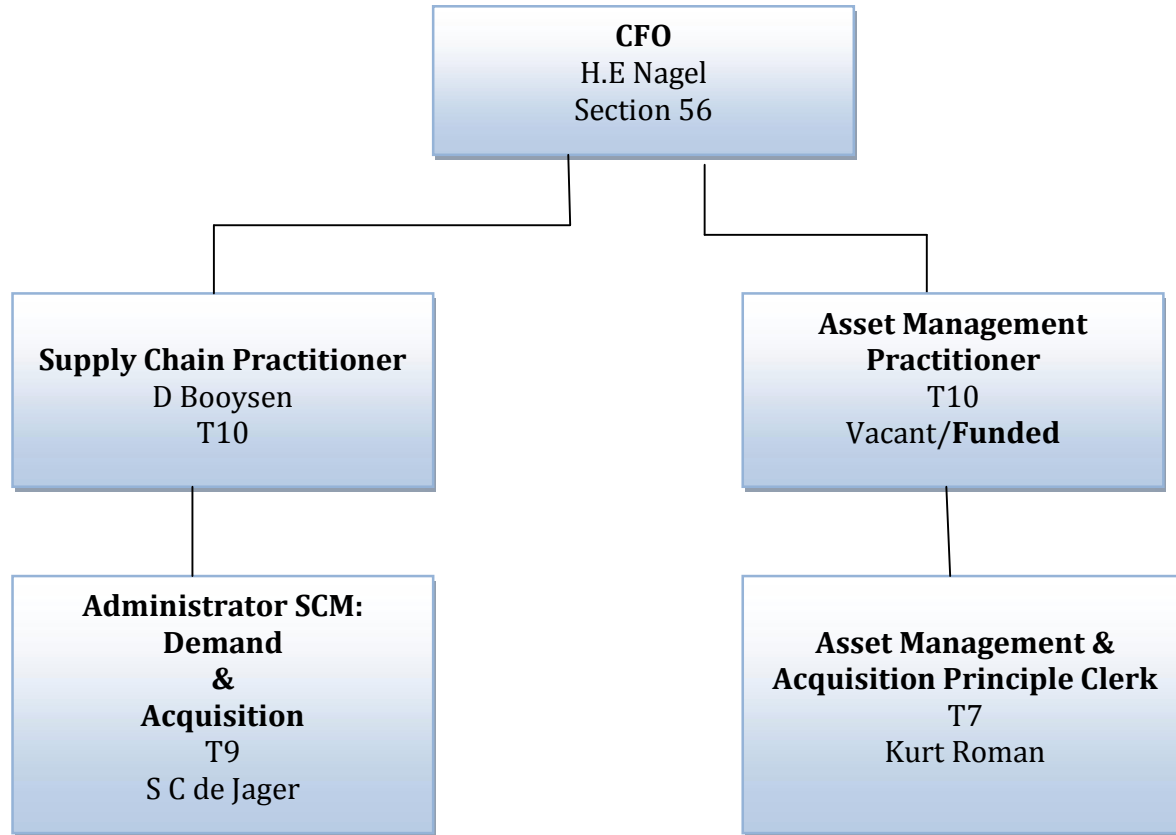 CFO
H.E Nagel
Section 56
Supply Chain Practitioner
D Booysen
T10
Asset Management
Practitioner
T10
Vacant/Funded
Administrator SCM:
Demand
&
Acquisition
T9
S C de Jager
Asset Management &
Acquisition Principle Clerk
T7
Kurt Roman